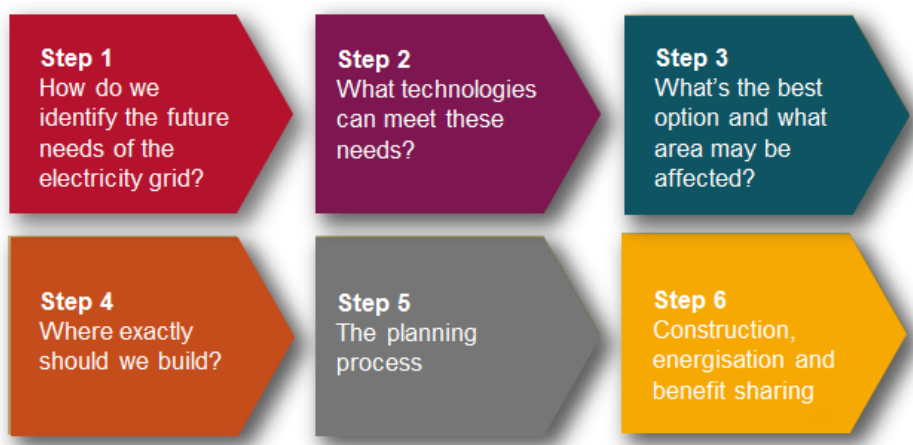 Step 1
How do we
identify the future
needs of the
electricity grid?
Step 2
What technologies
can meet these
needs?
Step 3
What's the best
option and what
area may be
affected?
Step 4
Where exactly
should we build?
Step 5
The planning
process
Step 6
Construction,
energisation and
benefit sharing